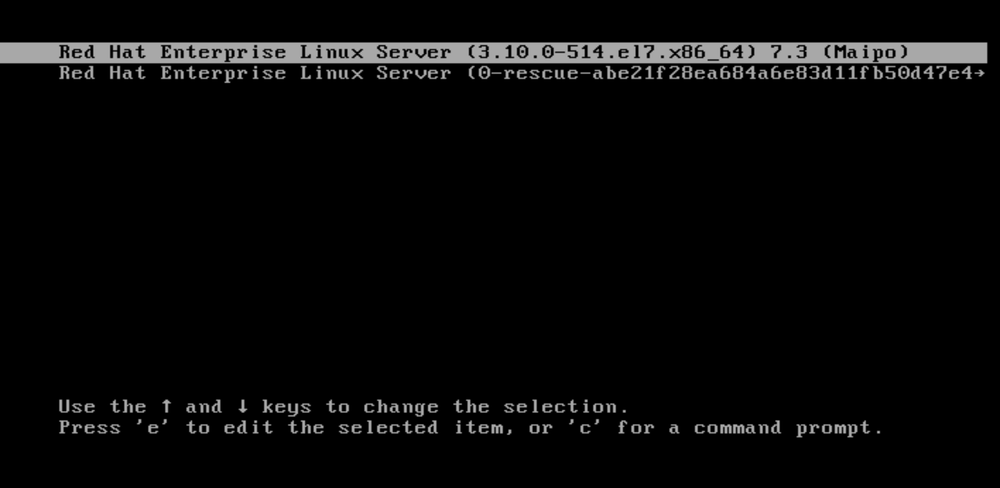 Red Hat Enterprise Linux Server (3.10.0-514.el7.x86_64) 7.3 (Maipo)
Red Hat Enterprise Linux Server (0-rescue-abe21f28ea684a6e83d11fb50d47e4→
Use the ↑ and ↓ keys to change the selection.
Press 'e' to edit the selected item, or 'c' for a command prompt.